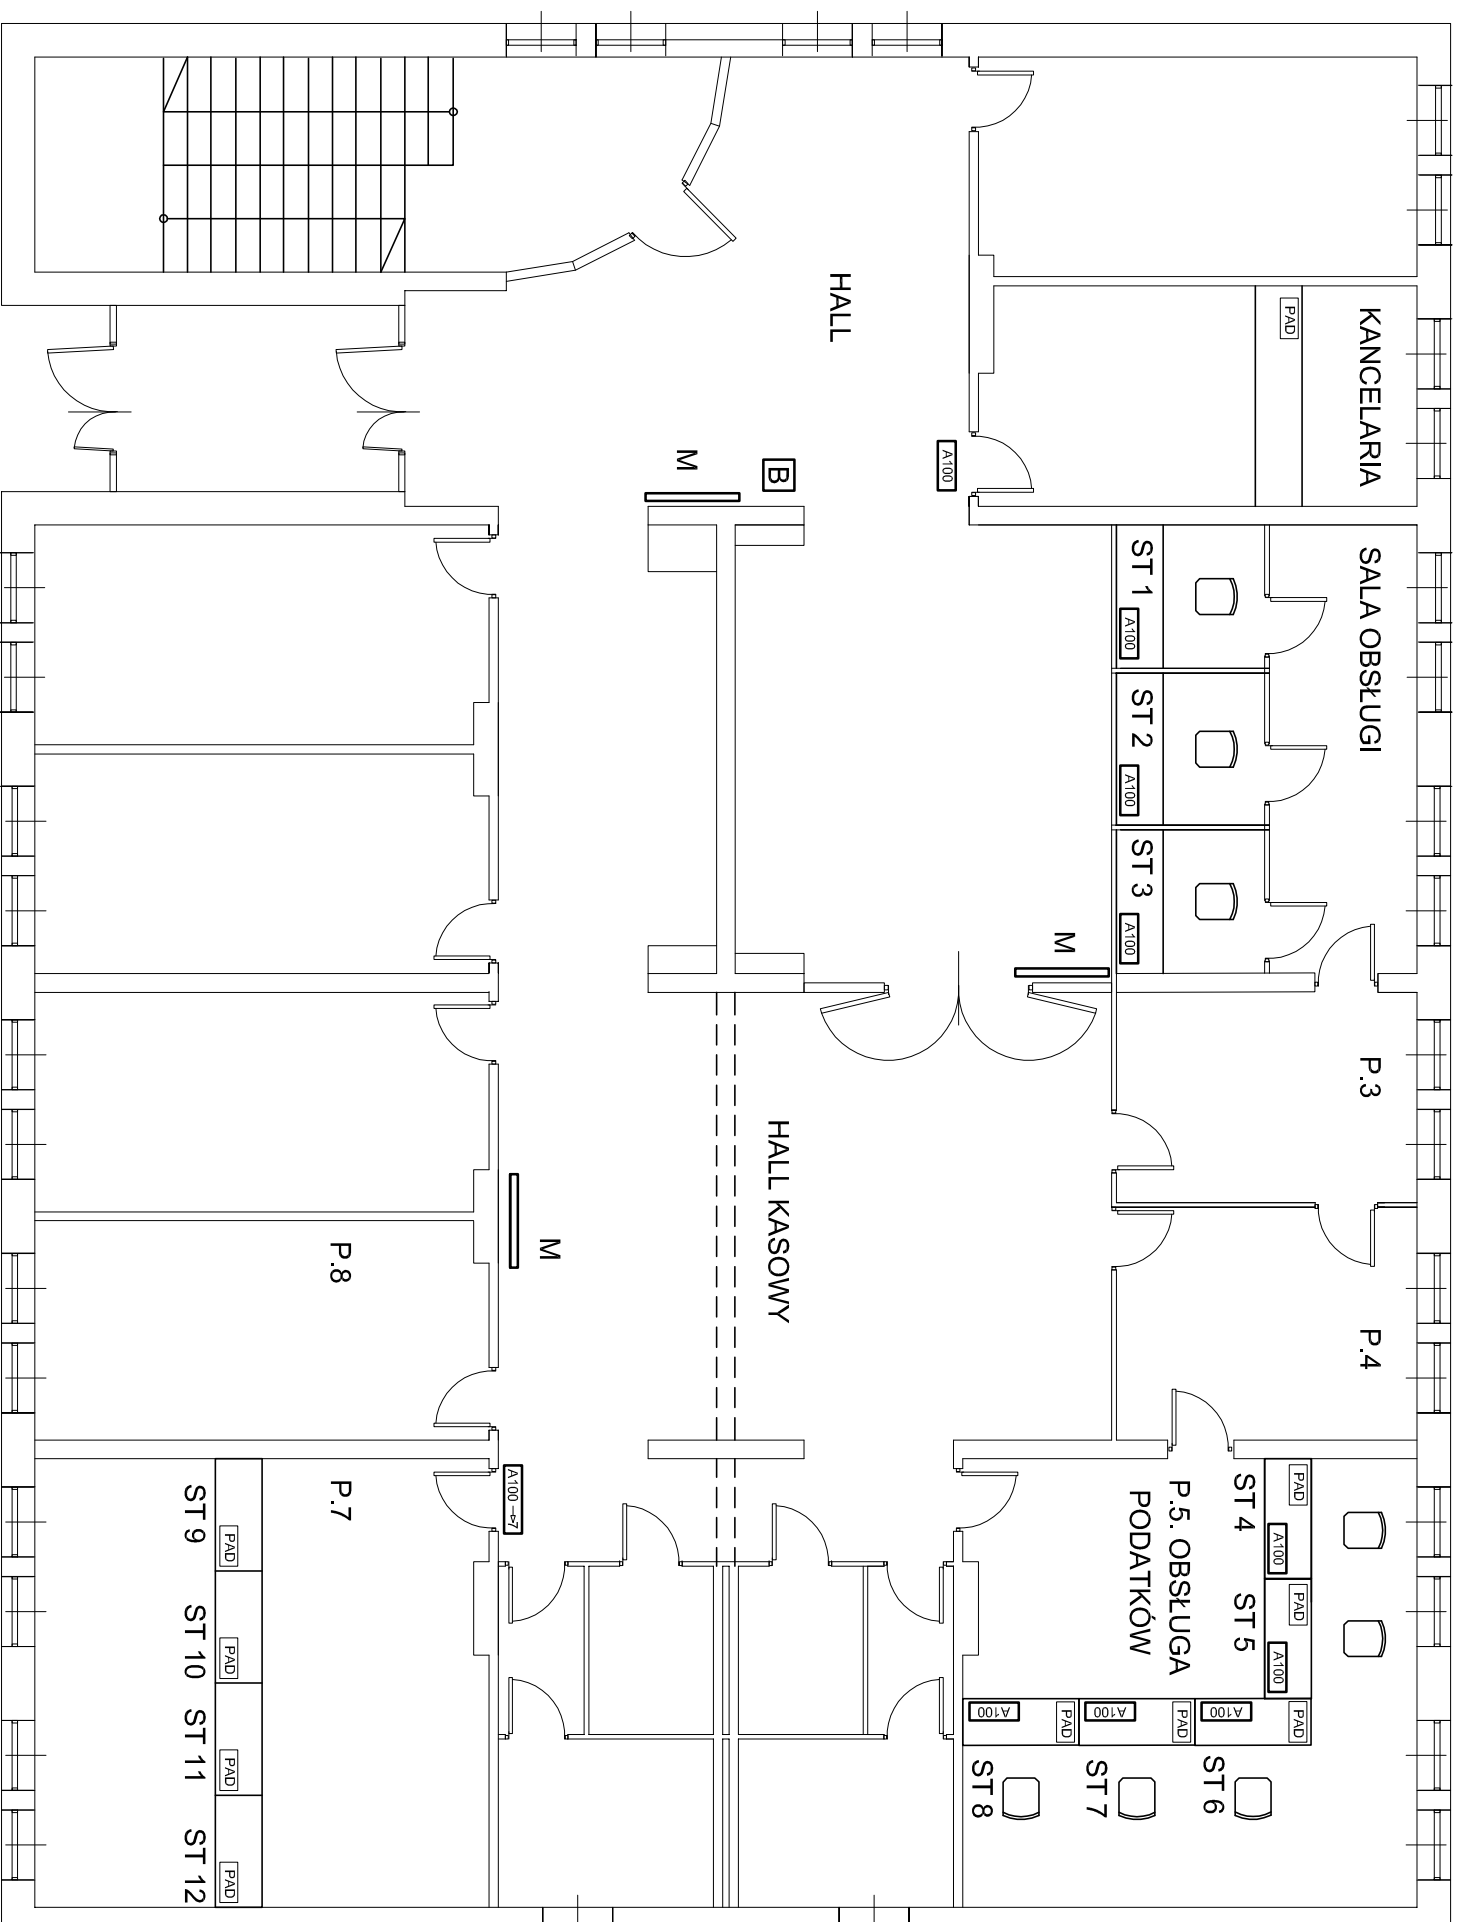 KANCELARIA
PAD
HALL
A100
B
M
SALA OBSŁUGI
ST 1
A100
ST 2
A100
ST 3
A100
M
P.3
P.4
HALL KASOWY
M
P.8
P.5. OBSŁUGA
PODATKÓW
PAD
ST 4
A100
PAD
ST 5
A100
PAD
A100
ST 6
PAD
A100
ST 7
PAD
A100
ST 8
A100 →7
P.7
ST 9
PAD
ST 10
PAD
ST 11
PAD
ST 12
PAD